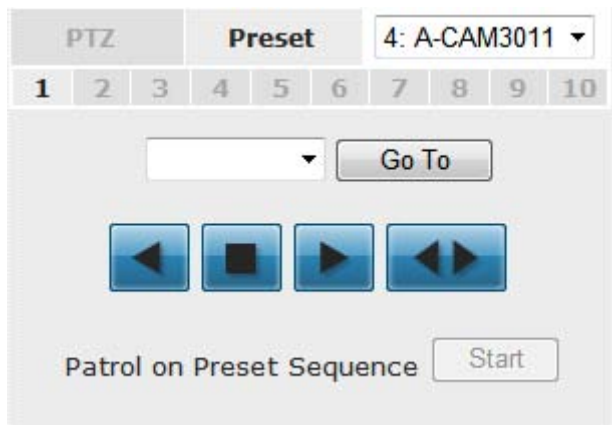 PTZ Preset 4: A-CAM3011
1 2 3 4 5 6 7 8 9 10
Go To
Patrol on Preset Sequence Start